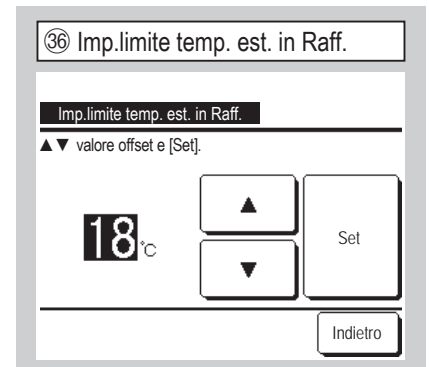 ㊱ Imp.limite temp. est. in Raff.
Imp.limite temp. est. in Raff.
▲▼ valore offset e [Set].
▲
18°C
Set
▼
Indietro